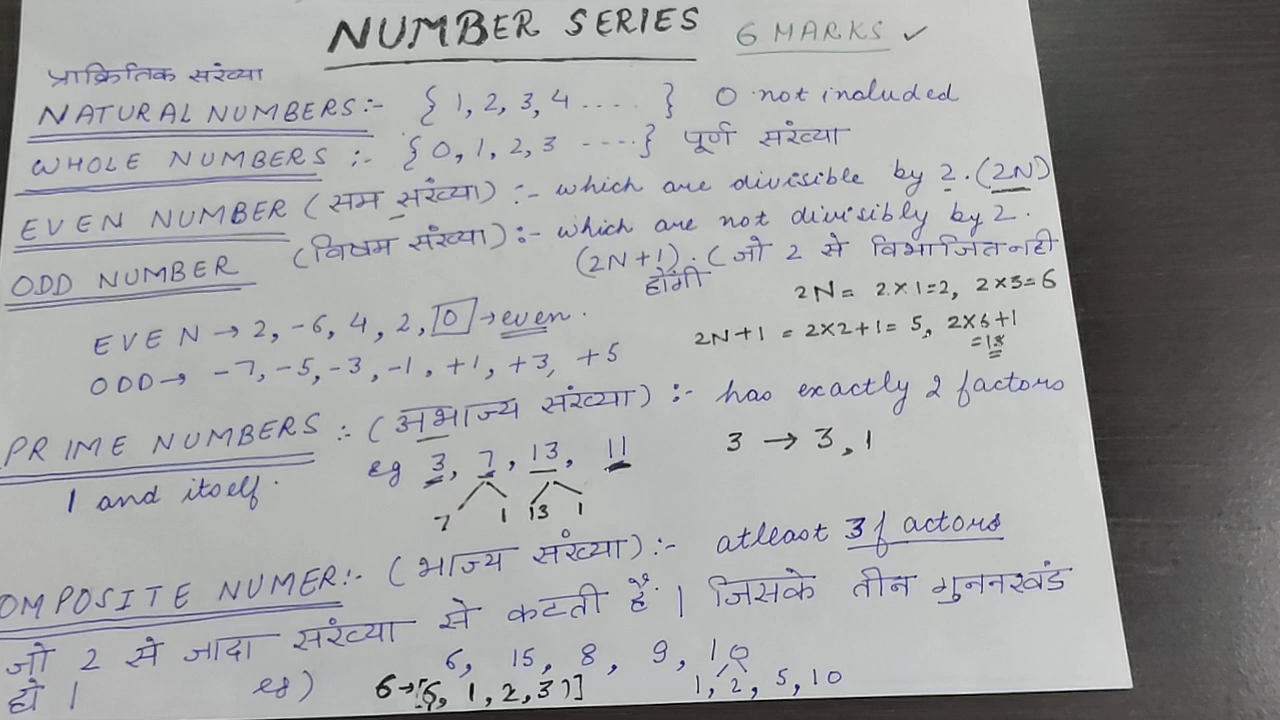 NUMBER SERIES 6 MARKS ✓
प्राक्रितिक संख्या
NATURAL NUMBERS:- {1, 2, 3, 4 .....} 0 not included
WHOLE NUMBERS :- {0, 1, 2, 3 ----} पूर्ण संख्या
EVEN NUMBER (सम संख्या) :- which are divisible by 2. (2N)
ODD NUMBER (विषम संख्या) :- which are not divisibly by 2.
(2N+1). (जो 2 से विभाजित नही
होंगी
2N = 2×1=2, 2×3=6
EVEN → 2, -6, 4, 2, 0 → even.
2N+1 = 2×2+1= 5, 2×6+1
=13
ODD → -7, -5, -3, -1, +1, +3, +5
PRIME NUMBERS :- (अभाज्य संख्या) :- has exactly 2 factors
1 and itself. eg 3, 7, 13, 11 3 → 3, 1
7 1 13 1
OMPOSITE NUMER:- (भाज्य संख्या) :- atleast 3 factors
जो 2 से जादा संख्या से कटती हैं | जिसके तीन गुननखंड
हो | eg) 6, 15, 8, 9, 10
6→[6, 1, 2, 3)] 1, 2, 5, 10